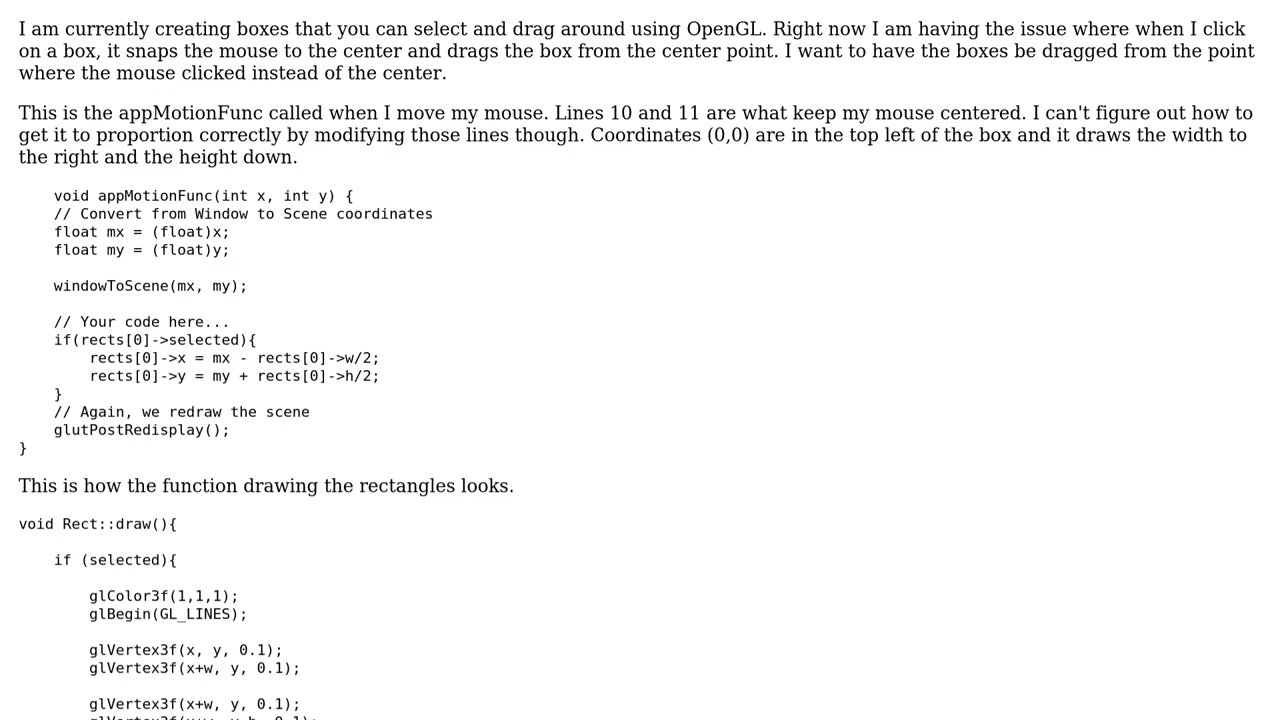 I am currently creating boxes that you can select and drag around using OpenGL. Right now I am having the issue where when I click
on a box, it snaps the mouse to the center and drags the box from the center point. I want to have the boxes be dragged from the point
where the mouse clicked instead of the center.
This is the appMotionFunc called when I move my mouse. Lines 10 and 11 are what keep my mouse centered. I can't figure out how to
get it to proportion correctly by modifying those lines though. Coordinates (0,0) are in the top left of the box and it draws the width to
the right and the height down.
void appMotionFunc(int x, int y) {
// Convert from Window to Scene coordinates
float mx = (float)x;
float my = (float)y;
windowToScene(mx, my);
// Your code here...
if(rects[0]->selected){
rects[0]->x = mx - rects[0]->w/2;
rects[0]->y = my + rects[0]->h/2;
}
// Again, we redraw the scene
glutPostRedisplay();
}
This is how the function drawing the rectangles looks.
void Rect::draw(){
if (selected){
glColor3f(1,1,1);
glBegin(GL_LINES);
glVertex3f(x, y, 0.1);
glVertex3f(x+w, y, 0.1);
glVertex3f(x+w, y, 0.1);